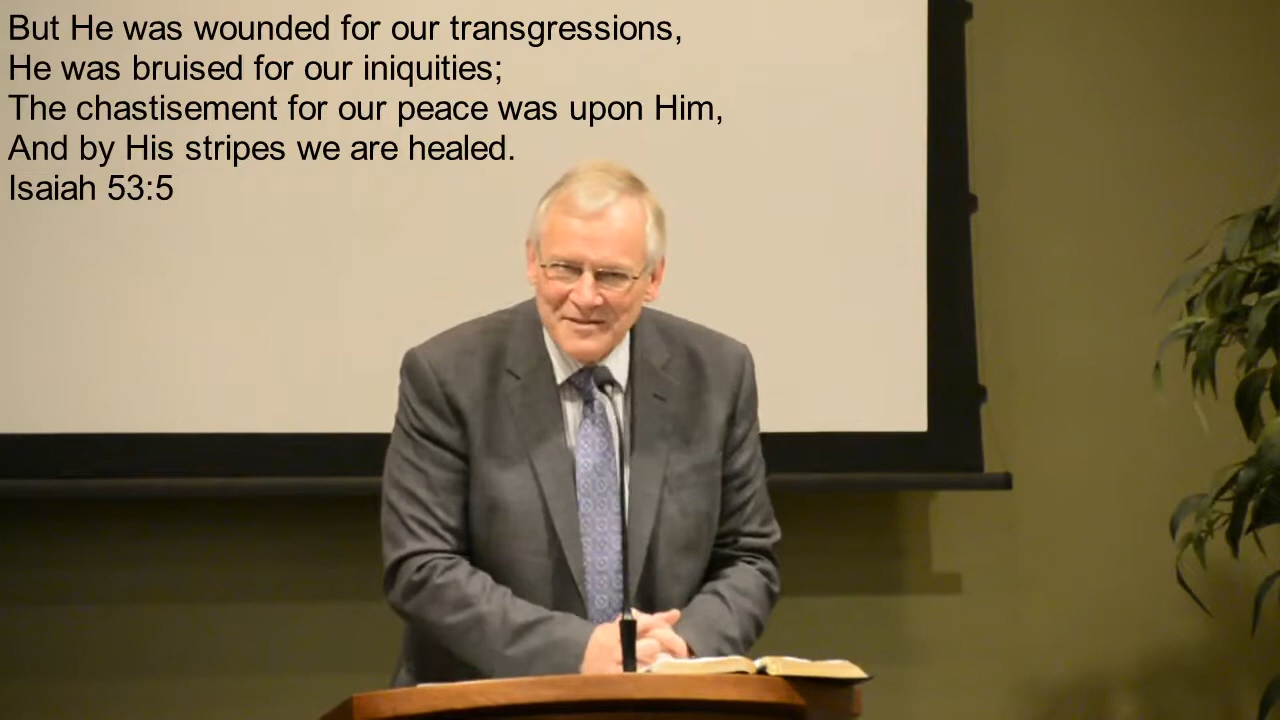 But He was wounded for our transgressions,
He was bruised for our iniquities;
The chastisement for our peace was upon Him,
And by His stripes we are healed.
Isaiah 53:5